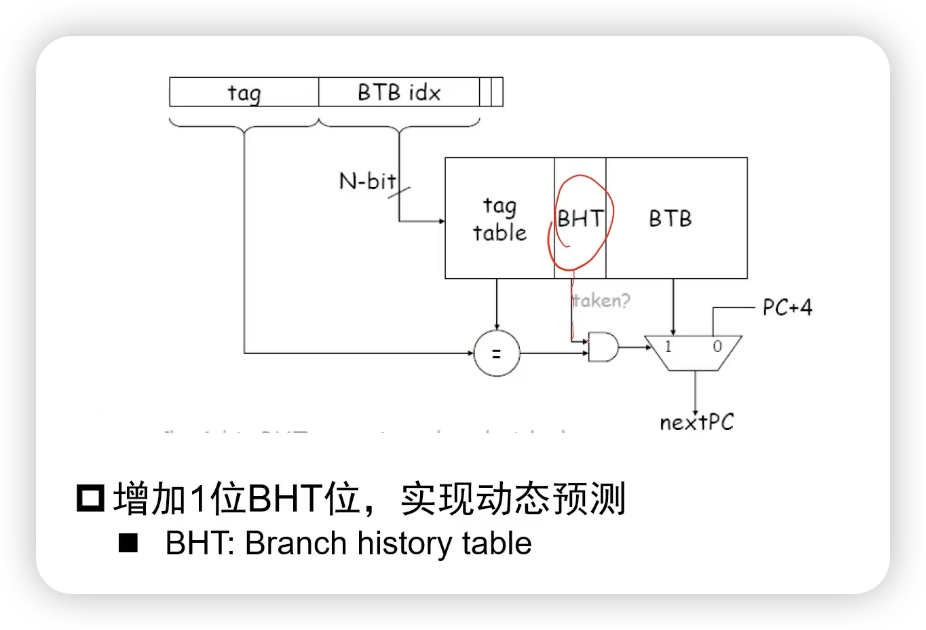 tag BTB idx
N-bit
tag table BHT BTB
taken?
PC+4
=
1 0
nextPC
增加1位BHT位，实现动态预测
BHT: Branch history table